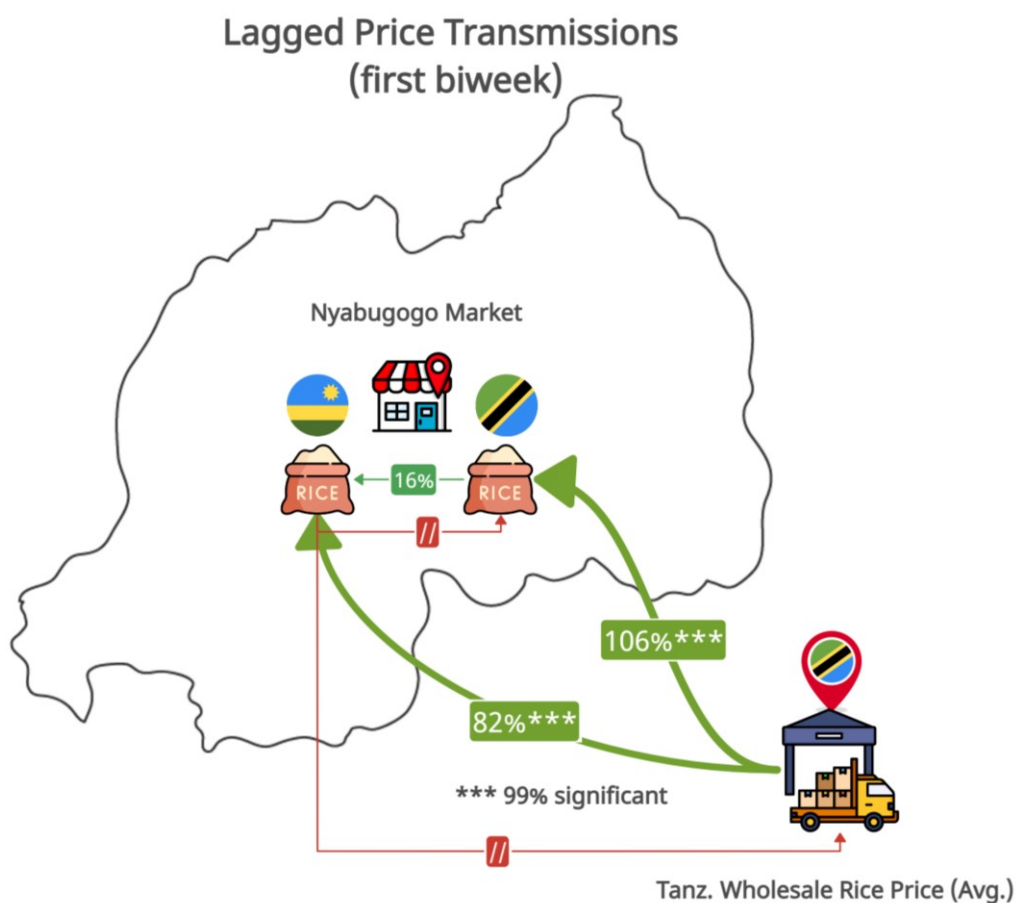 Lagged Price Transmissions
(first biweek)
Nyabugogo Market
RICE
16%
RICE
//
106%***
82%***
*** 99% significant
//
Tanz. Wholesale Rice Price (Avg.)